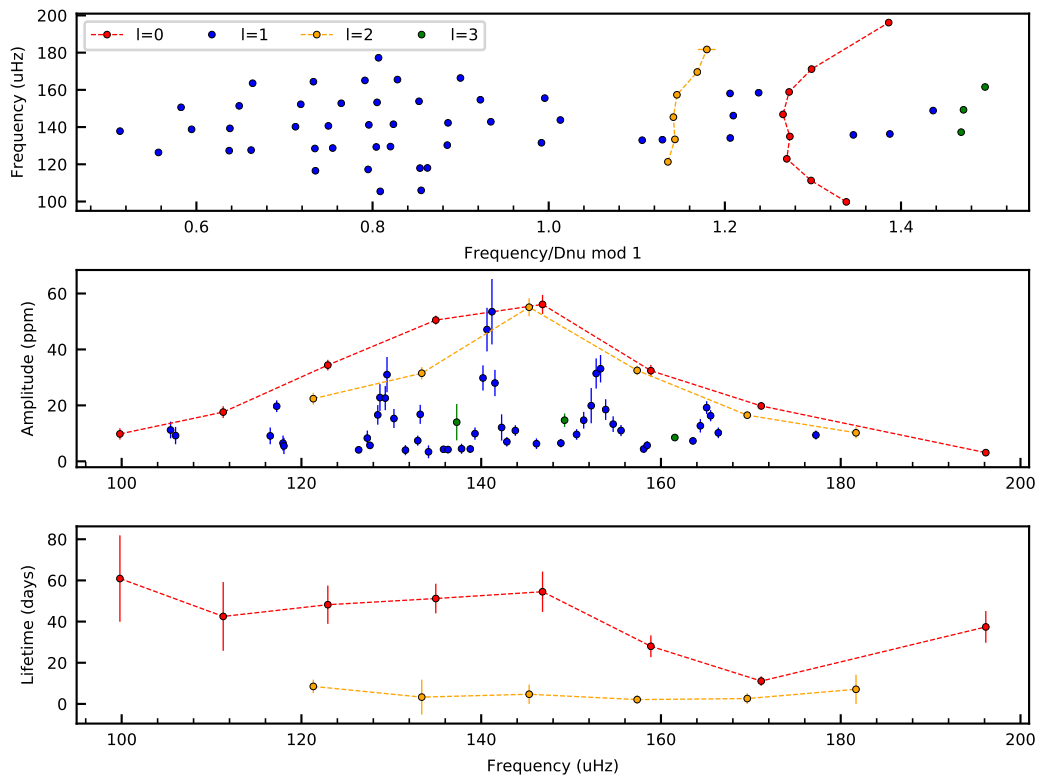 l=0 l=1 l=2 l=3
200
180
160
140
120
100
Frequency (uHz)
0.6 0.8 1.0 1.2 1.4
Frequency/Dnu mod 1
60
40
20
0
Amplitude (ppm)
100 120 140 160 180 200
80
60
40
20
0
Lifetime (days)
100 120 140 160 180 200
Frequency (uHz)